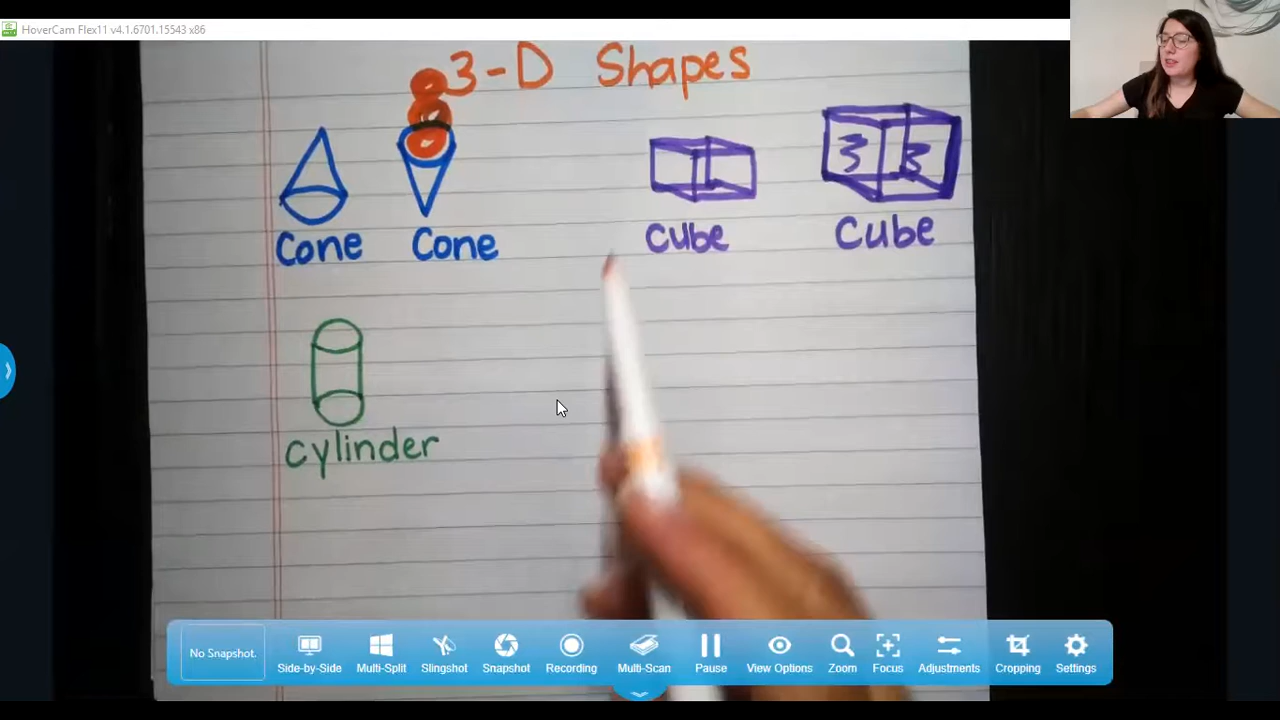 HoverCam Flex11 v4.1.6701.15543 x86
3-D Shapes
3 3
Cone Cone cube Cube
cylinder
No Snapshot.
Side-by-Side Multi-Split Slingshot Snapshot Recording Multi-Scan Pause View Options Zoom Focus Adjustments Cropping Settings